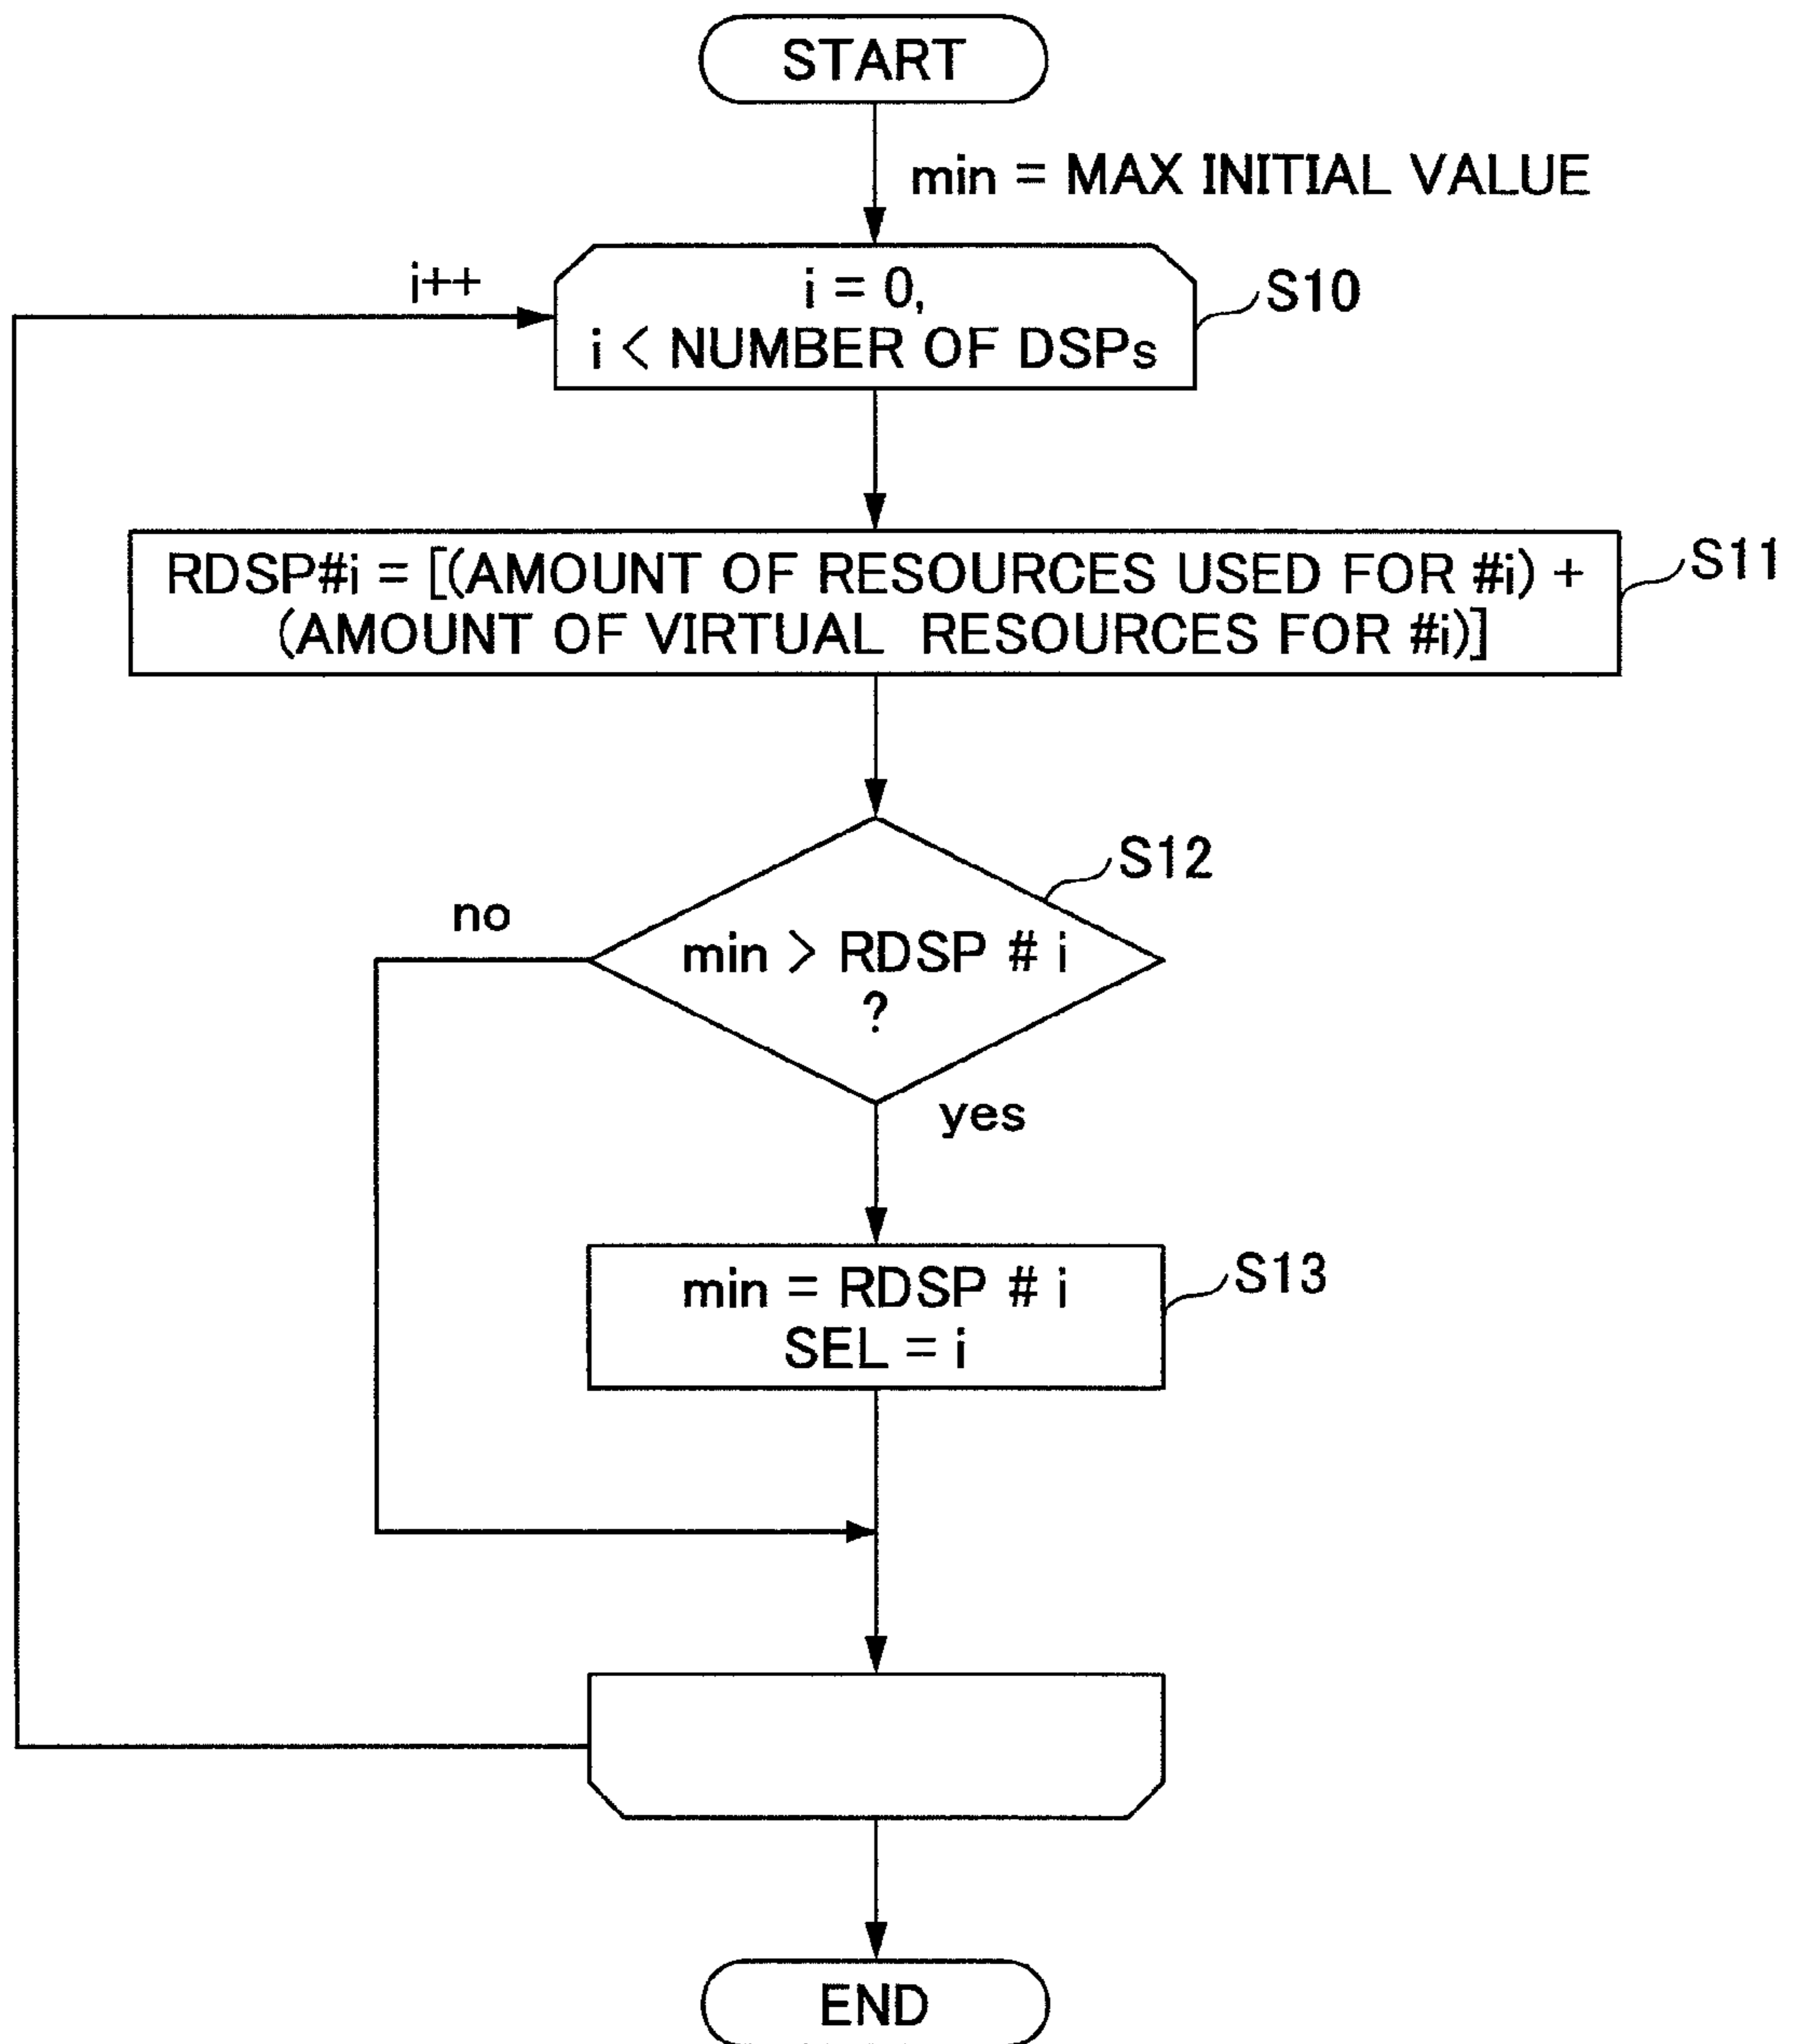 START
min = MAX INITIAL VALUE
i++
i = 0,
i < NUMBER OF DSPs
S10
RDSP#i = [(AMOUNT OF RESOURCES USED FOR #i) +
(AMOUNT OF VIRTUAL RESOURCES FOR #i)]
S11
S12
no
min > RDSP # i
?
yes
min = RDSP # i
SEL = i
S13
END